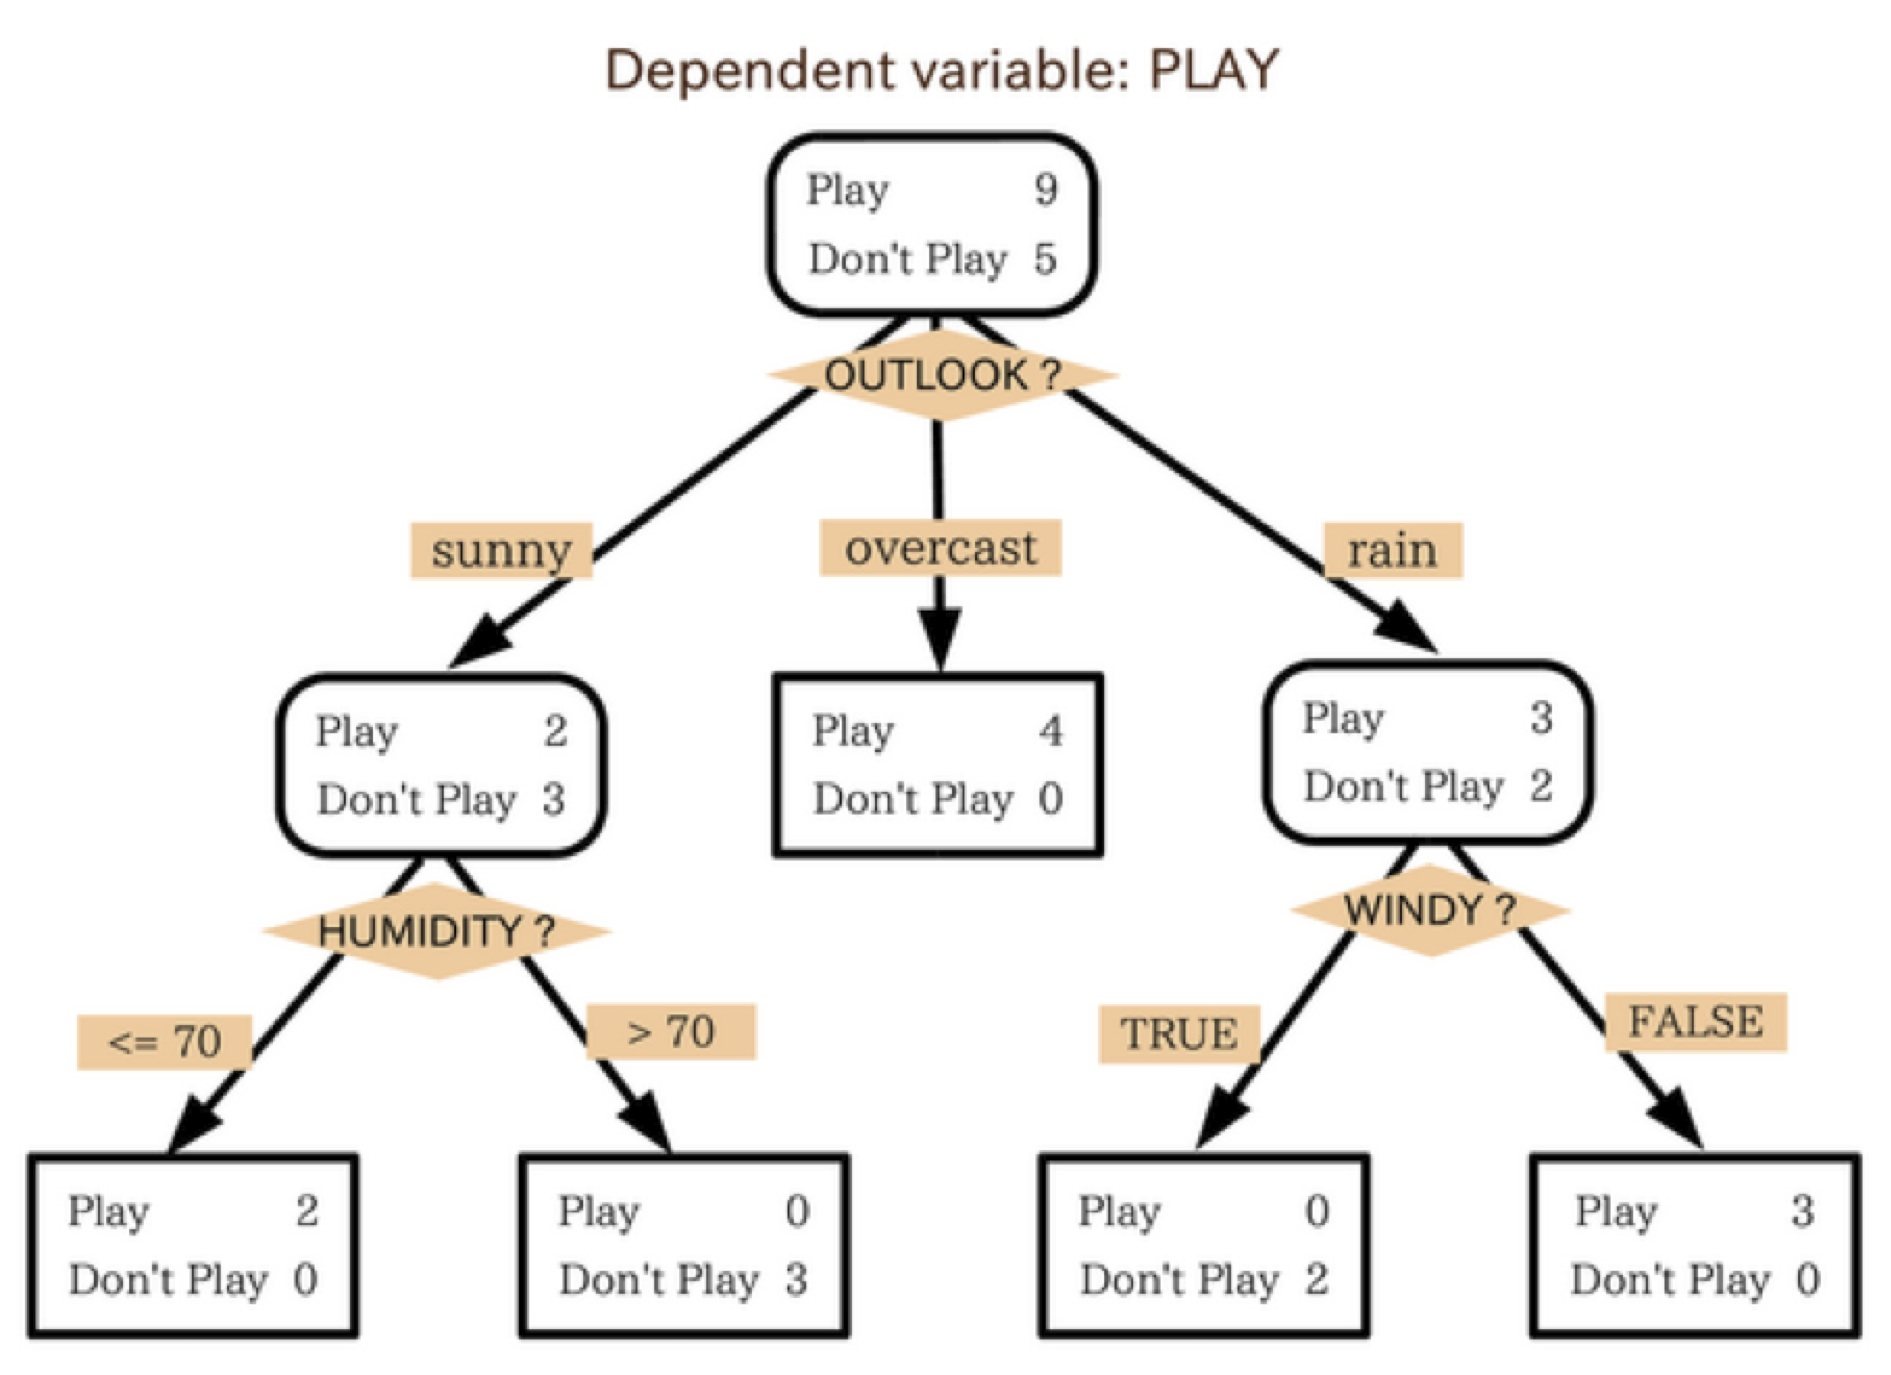 Dependent variable: PLAY
Play 9
Don't Play 5
OUTLOOK ?
sunny
overcast
rain
Play 2
Don't Play 3
Play 4
Don't Play 0
Play 3
Don't Play 2
HUMIDITY ?
WINDY ?
<= 70
> 70
TRUE
FALSE
Play 2
Don't Play 0
Play 0
Don't Play 3
Play 0
Don't Play 2
Play 3
Don't Play 0